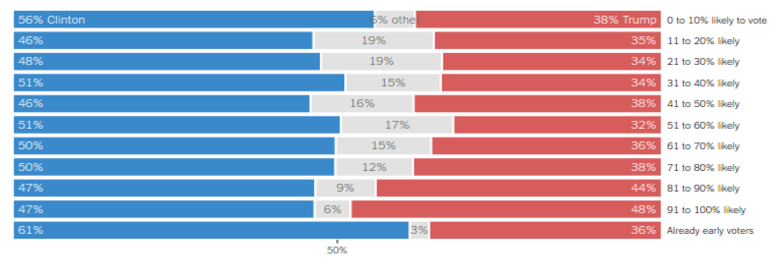 56% Clinton 6% other 38% Trump 0 to 10% likely to vote
46% 19% 35% 11 to 20% likely
48% 19% 34% 21 to 30% likely
51% 15% 34% 31 to 40% likely
46% 16% 38% 41 to 50% likely
51% 17% 32% 51 to 60% likely
50% 15% 36% 61 to 70% likely
50% 12% 38% 71 to 80% likely
47% 9% 44% 81 to 90% likely
47% 6% 48% 91 to 100% likely
61% 3% 36% Already early voters
50%